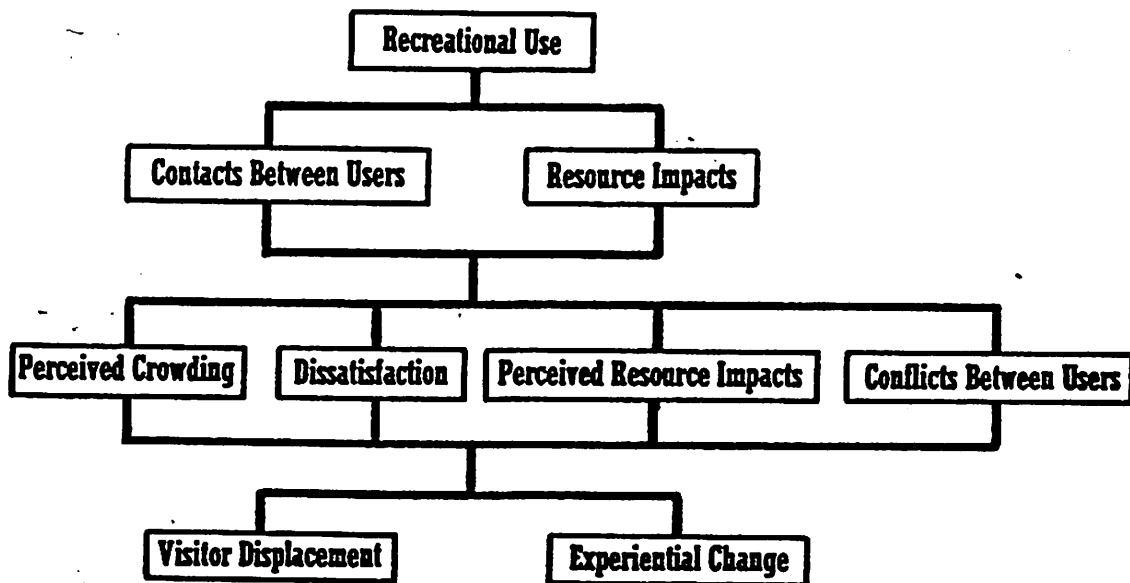 Recreational Use
Contacts Between Users
Resource Impacts
Perceived Crowding
Dissatisfaction
Perceived Resource Impacts
Conflicts Between Users
Visitor Displacement
Experiential Change